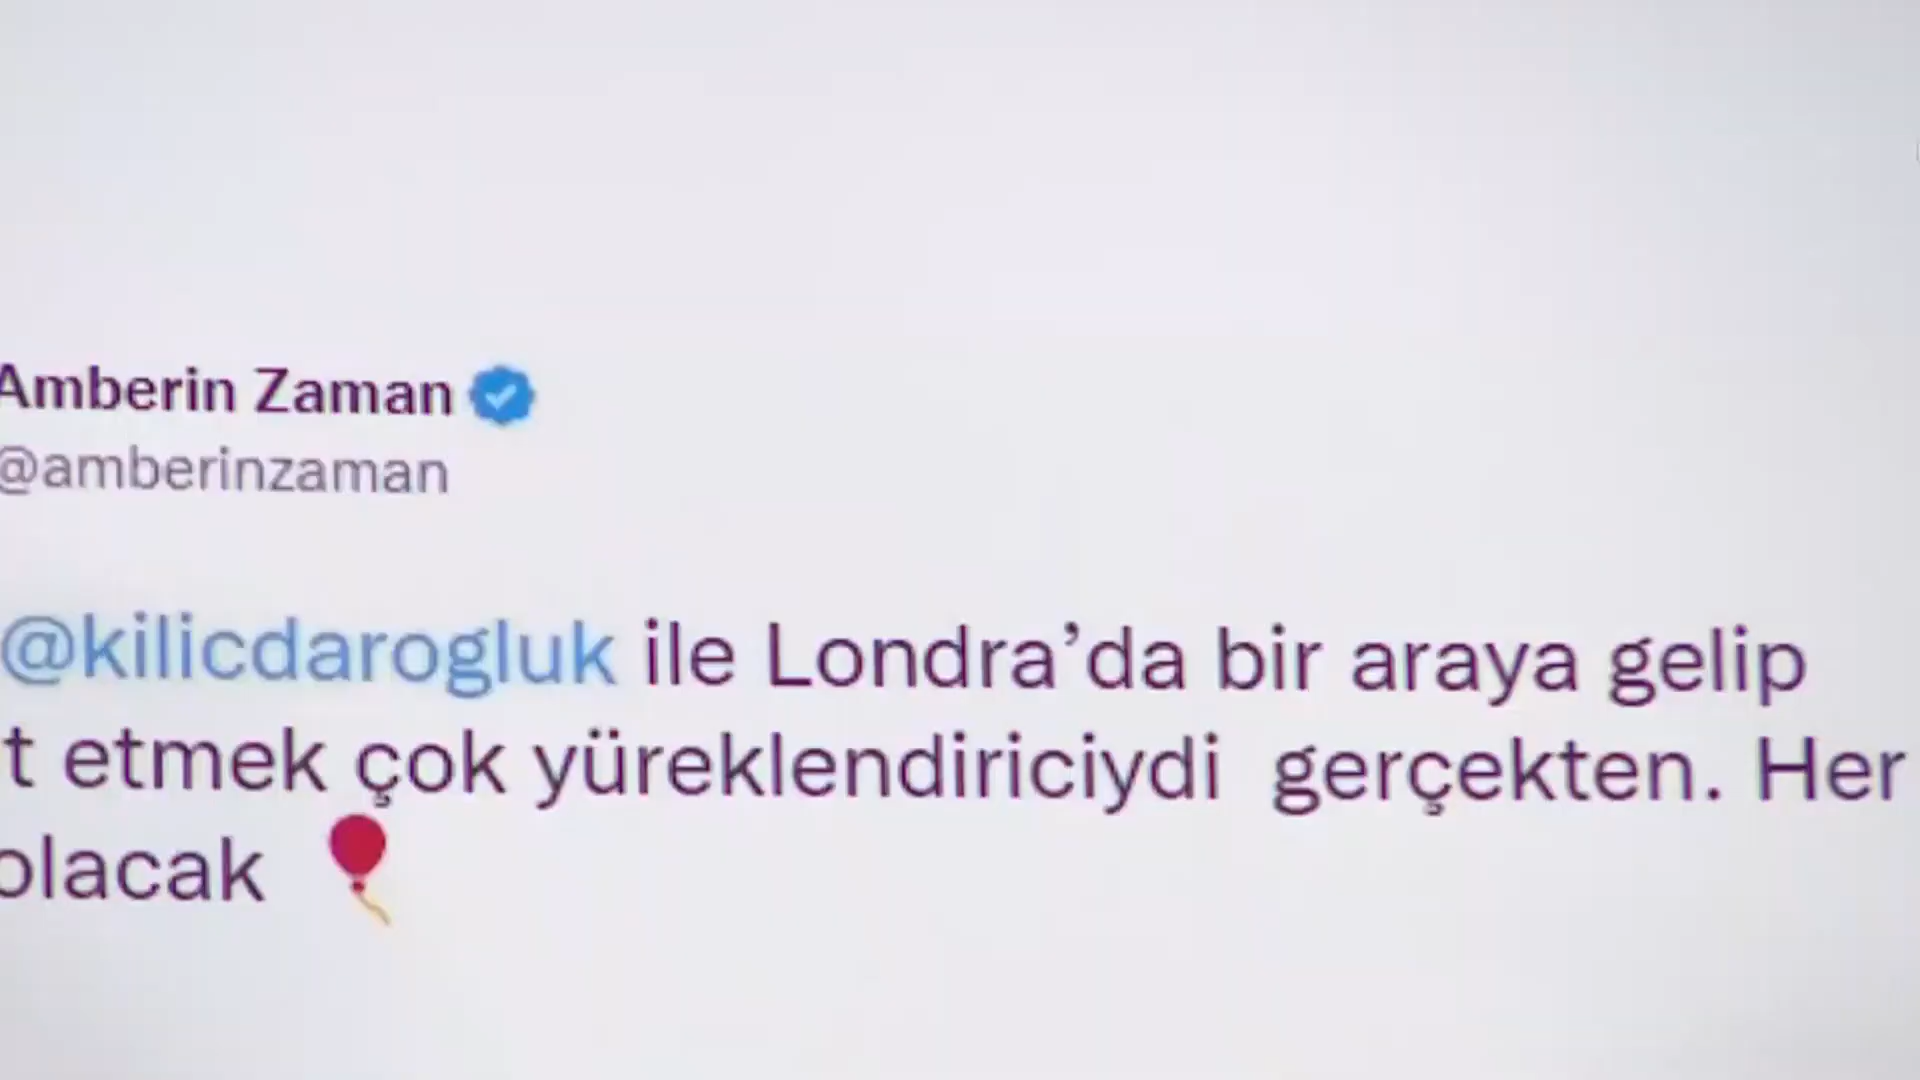 Amberin Zaman
@amberinzaman
@kilicdarogluk ile Londra’da bir araya gelip
t etmek çok yüreklendiriciydi gerçekten. Her
olacak